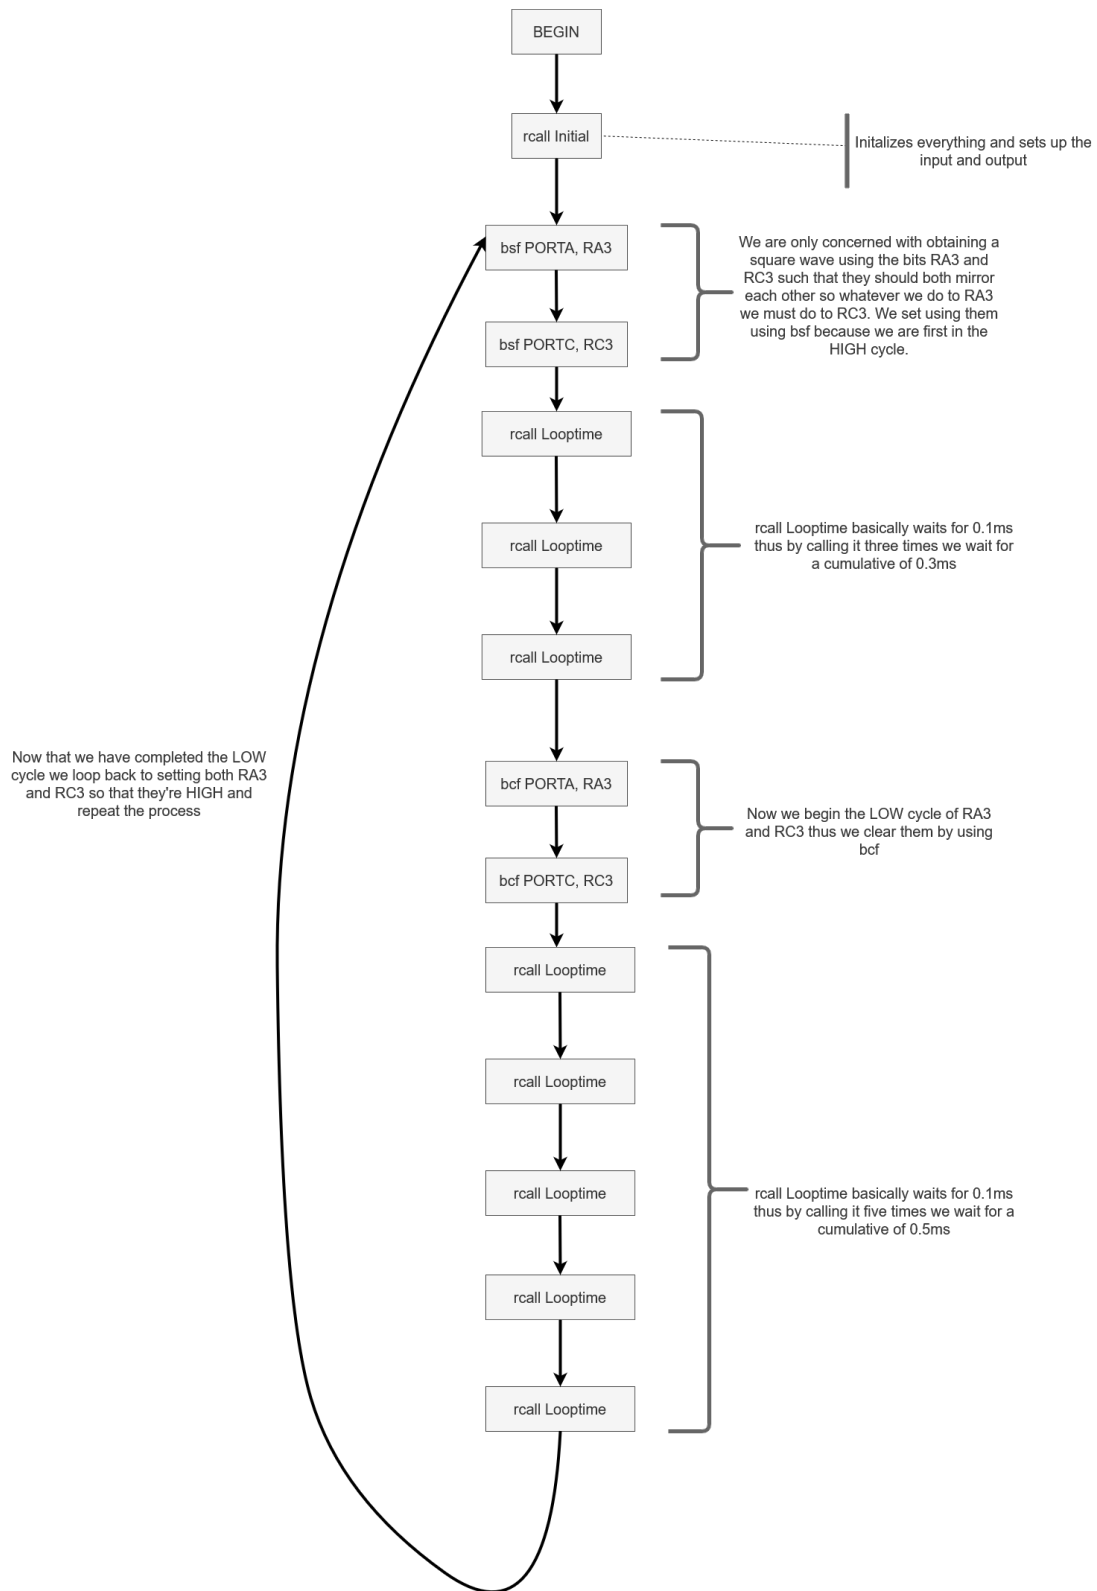 BEGIN
rcall Initial
Initalizes everything and sets up the
input and output
bsf PORTA, RA3
We are only concerned with obtaining a
square wave using the bits RA3 and
RC3 such that they should both mirror
each other so whatever we do to RA3
we must do to RC3. We set using them
using bsf because we are first in the
HIGH cycle.
bsf PORTC, RC3
rcall Looptime
rcall Looptime
rcall Looptime basically waits for 0.1ms
thus by calling it three times we wait for
a cumulative of 0.3ms
rcall Looptime
Now that we have completed the LOW
cycle we loop back to setting both RA3
and RC3 so that they're HIGH and
repeat the process
bcf PORTA, RA3
Now we begin the LOW cycle of RA3
and RC3 thus we clear them by using
bcf
bcf PORTC, RC3
rcall Looptime
rcall Looptime
rcall Looptime
rcall Looptime basically waits for 0.1ms
thus by calling it five times we wait for a
cumulative of 0.5ms
rcall Looptime
rcall Looptime